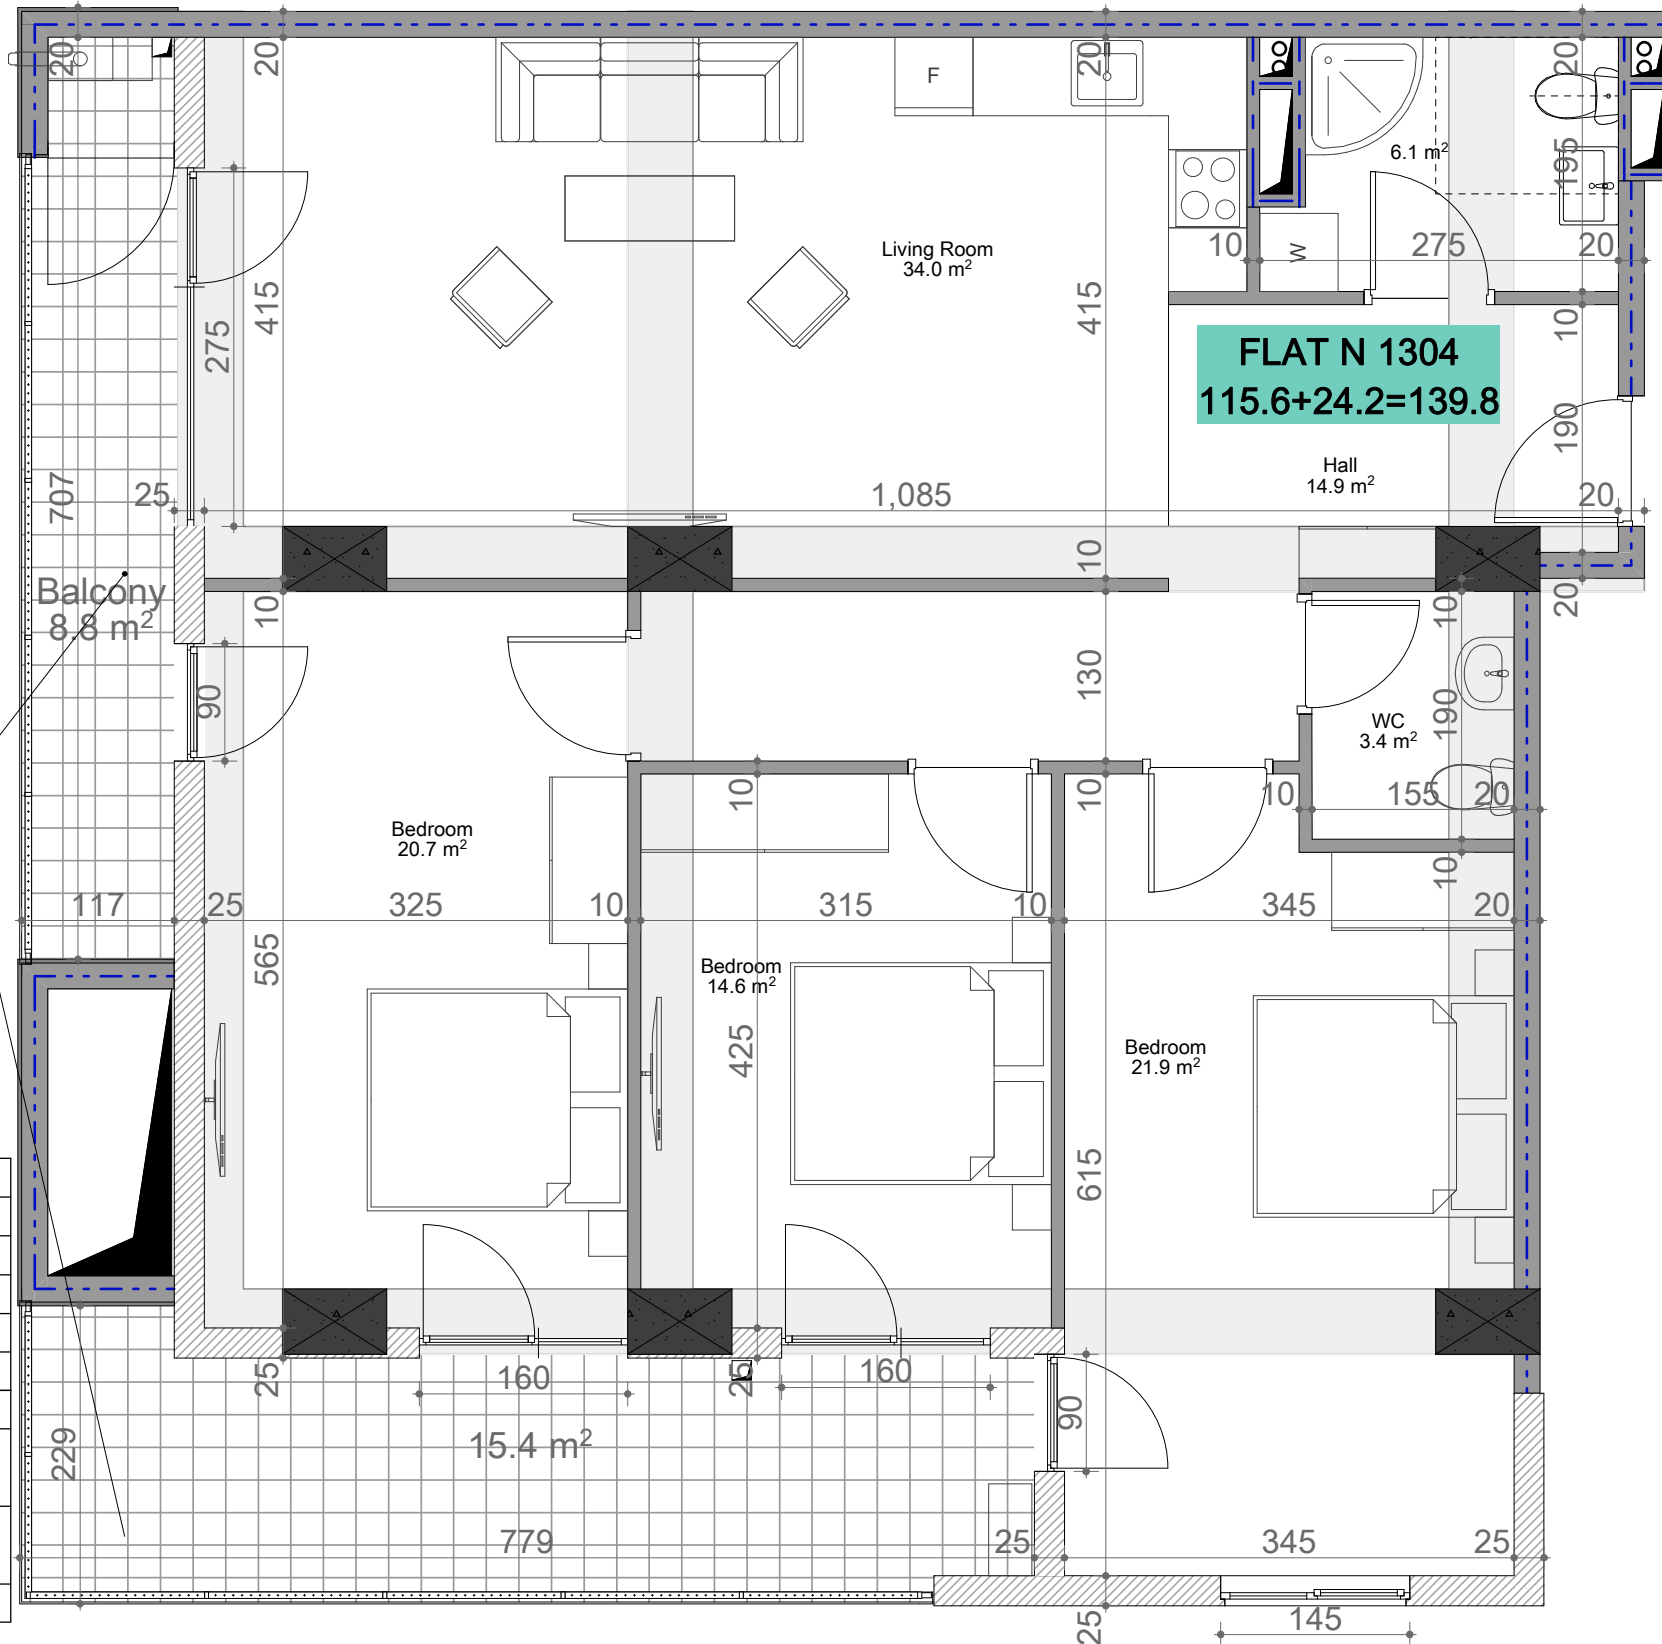 20
20
20
20
F
6.1 m²
195
Living Room
34.0 m²
10
W
275
20
415
275
415
10
FLAT N 1304
115.6+24.2=139.8
190
Hall
14.9 m²
707
25
1,085
20
10
Balcony
8.8 m²
10
10
20
90
130
190
WC
3.4 m²
10
10
10
155
20
Bedroom
20.7 m²
10
117
25
325
10
315
10
345
20
565
Bedroom
14.6 m²
425
Bedroom
21.9 m²
615
25
160
25
160
90
229
15.4 m²
779
25
345
25
25
145